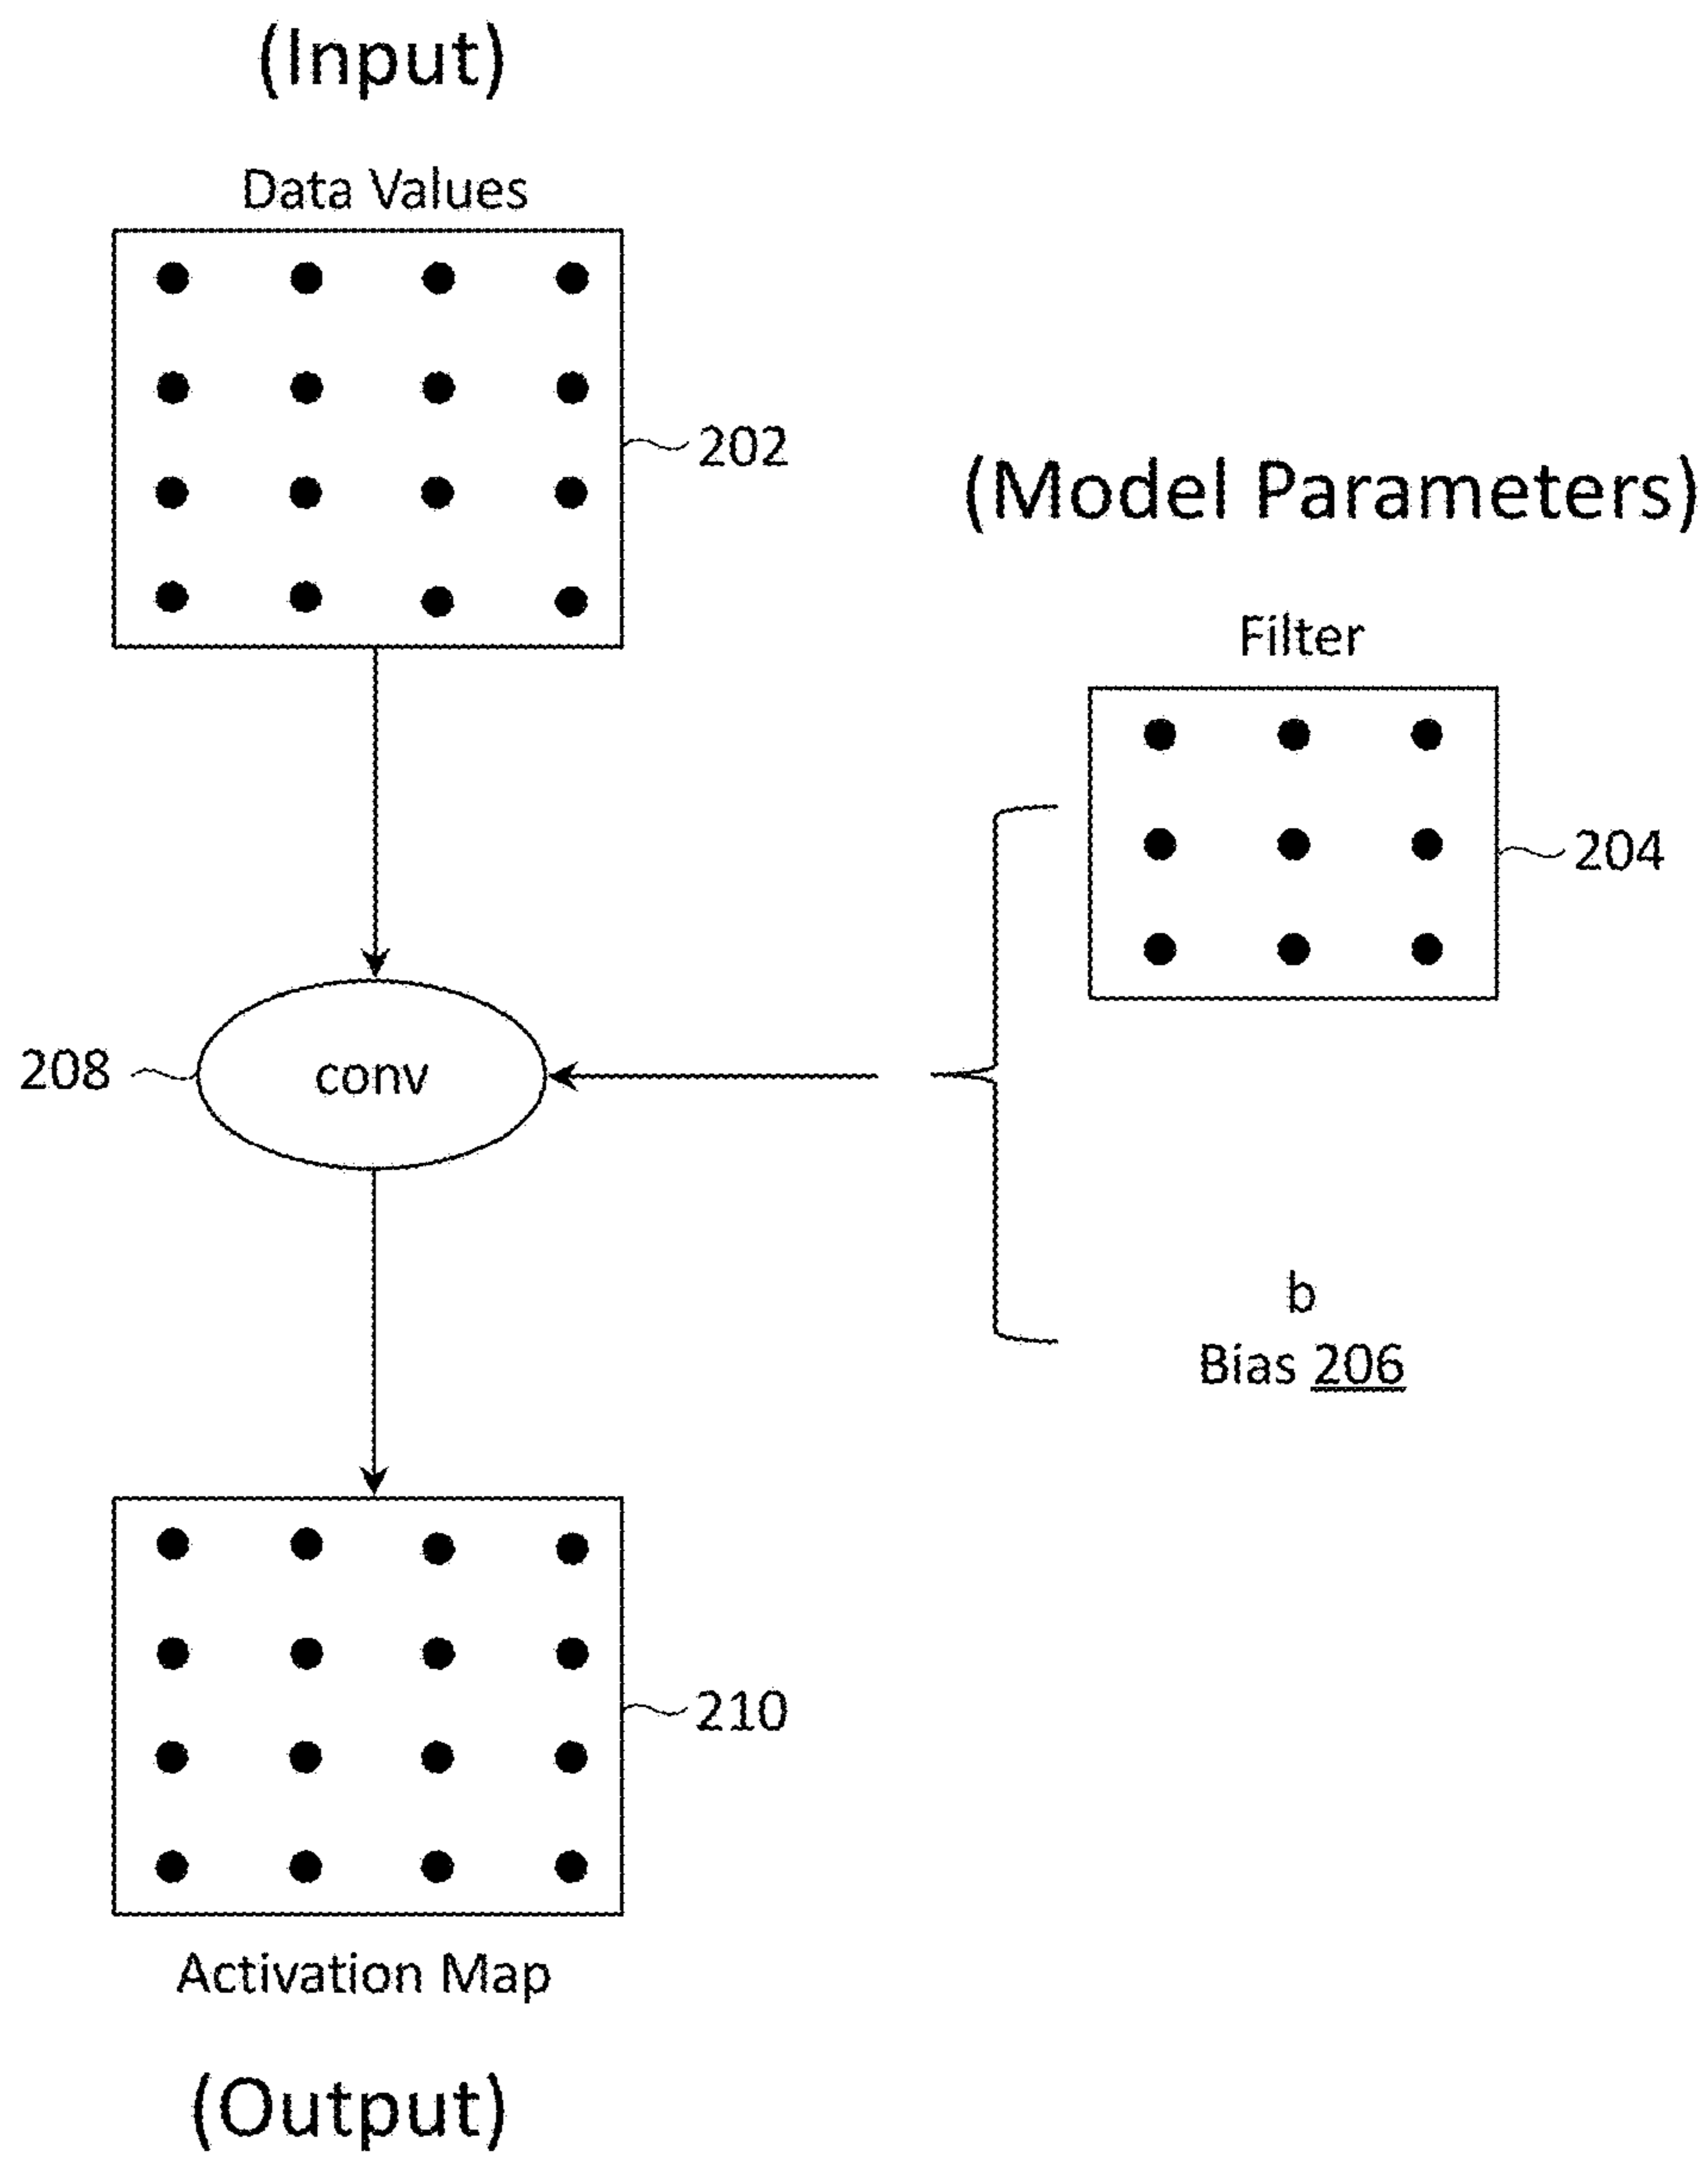 (Input)
Data Values
202
(Model Parameters)
Filter
204
208
conv
b
Bias 206
210
Activation Map
(Output)